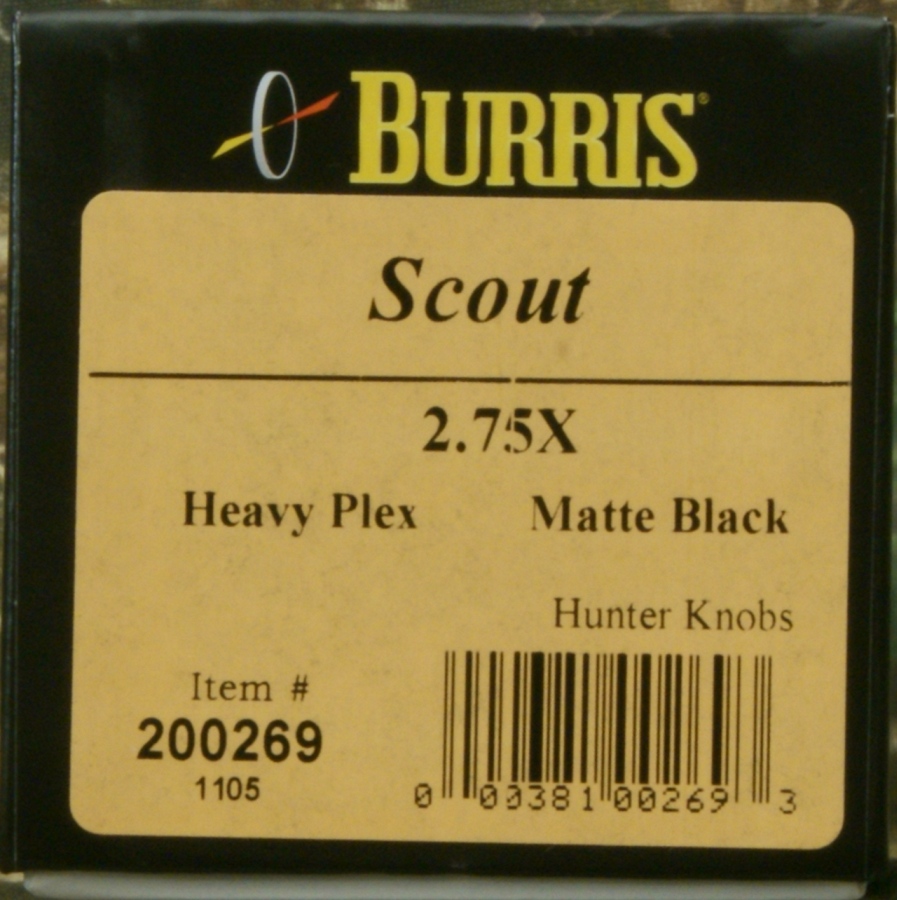 BURRIS®
Scout
2.75X
Heavy Plex Matte Black
Hunter Knobs
Item #
200269
1105
0 00381 00269 3